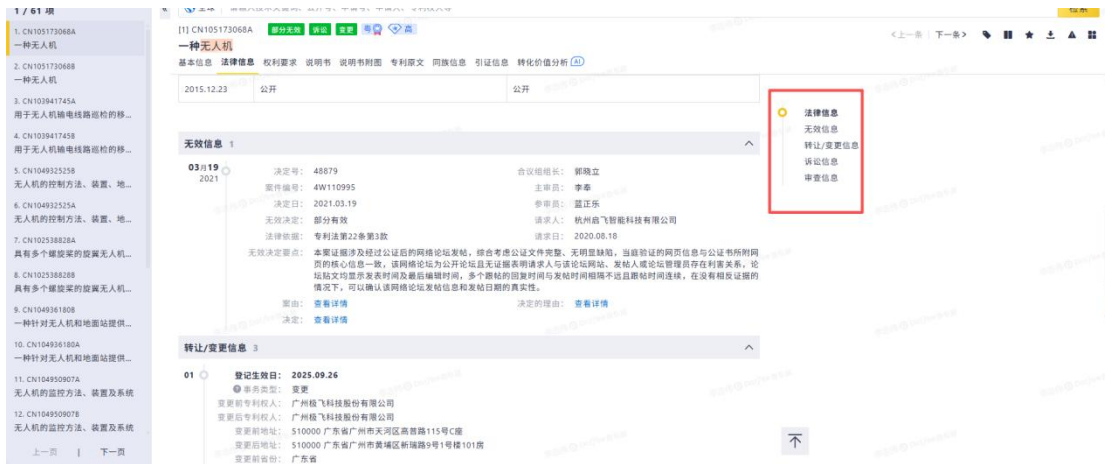 1 / 61 项
1. CN105173068A
一种无人机
2. CN105173068B
一种无人机
3. CN103941745A
用于无人机输电线路巡检的移...
4. CN103941745B
用于无人机输电线路巡检的移...
5. CN104932525B
无人机的控制方法、装置、地...
6. CN104932525A
无人机的控制方法、装置、地...
7. CN102538828A
具有多个螺旋桨的旋翼无人机...
8. CN102538828B
具有多个螺旋桨的旋翼无人机...
9. CN104936180B
一种针对无人机和地面站提供...
10. CN104936180A
一种针对无人机和地面站提供...
11. CN104950907A
无人机的监控方法、装置及系统
12. CN104950907B
无人机的监控方法、装置及系统
上一页 | 下一页
检索
[1] CN105173068A 部分无效 诉讼 变更 高
<上一条 下一条>
一种无人机
基本信息 法律信息 权利要求 说明书 说明书附图 专利原文 同族信息 引证信息 转化价值分析 AI
2015.12.23 公开 公开
无效信息 1
03月19 2021
决定号: 48879 合议组组长: 郭晓立
案件编号: 4W110995 主审员: 李奉
决定日: 2021.03.19 参审员: 蓝正乐
无效决定: 部分有效 请求人: 杭州启飞智能科技有限公司
法律依据: 专利法第22条第3款 请求日: 2020.08.18
无效决定要点: 本案证据涉及经过公证后的网络论坛发帖，综合考虑公证文件完整、无明显缺陷，当庭验证的网页信息与公证书所附网
页的核心信息一致，该网络论坛为公开论坛且无证据表明请求人与该论坛网站、发帖人或论坛管理员存在利害关系，论
坛贴文均显示发表时间及最后编辑时间，多个跟帖的回复时间与发帖时间相隔不远且跟帖时间连续，在没有相反证据的
情况下，可以确认该网络论坛发帖信息和发帖日期的真实性。
案由: 查看详情 决定的理由: 查看详情
决定: 查看详情
转让/变更信息 3
01 登记生效日: 2025.09.26
事务类型: 变更
变更前专利权人: 广州极飞科技股份有限公司
变更后专利权人: 广州极飞科技股份有限公司
变更前地址: 510000 广东省广州市天河区高普路115号C座
变更后地址: 510000 广东省广州市黄埔区新瑞路9号1号楼101房
变更前省份: 广东省
法律信息
无效信息
转让/变更信息
诉讼信息
审查信息